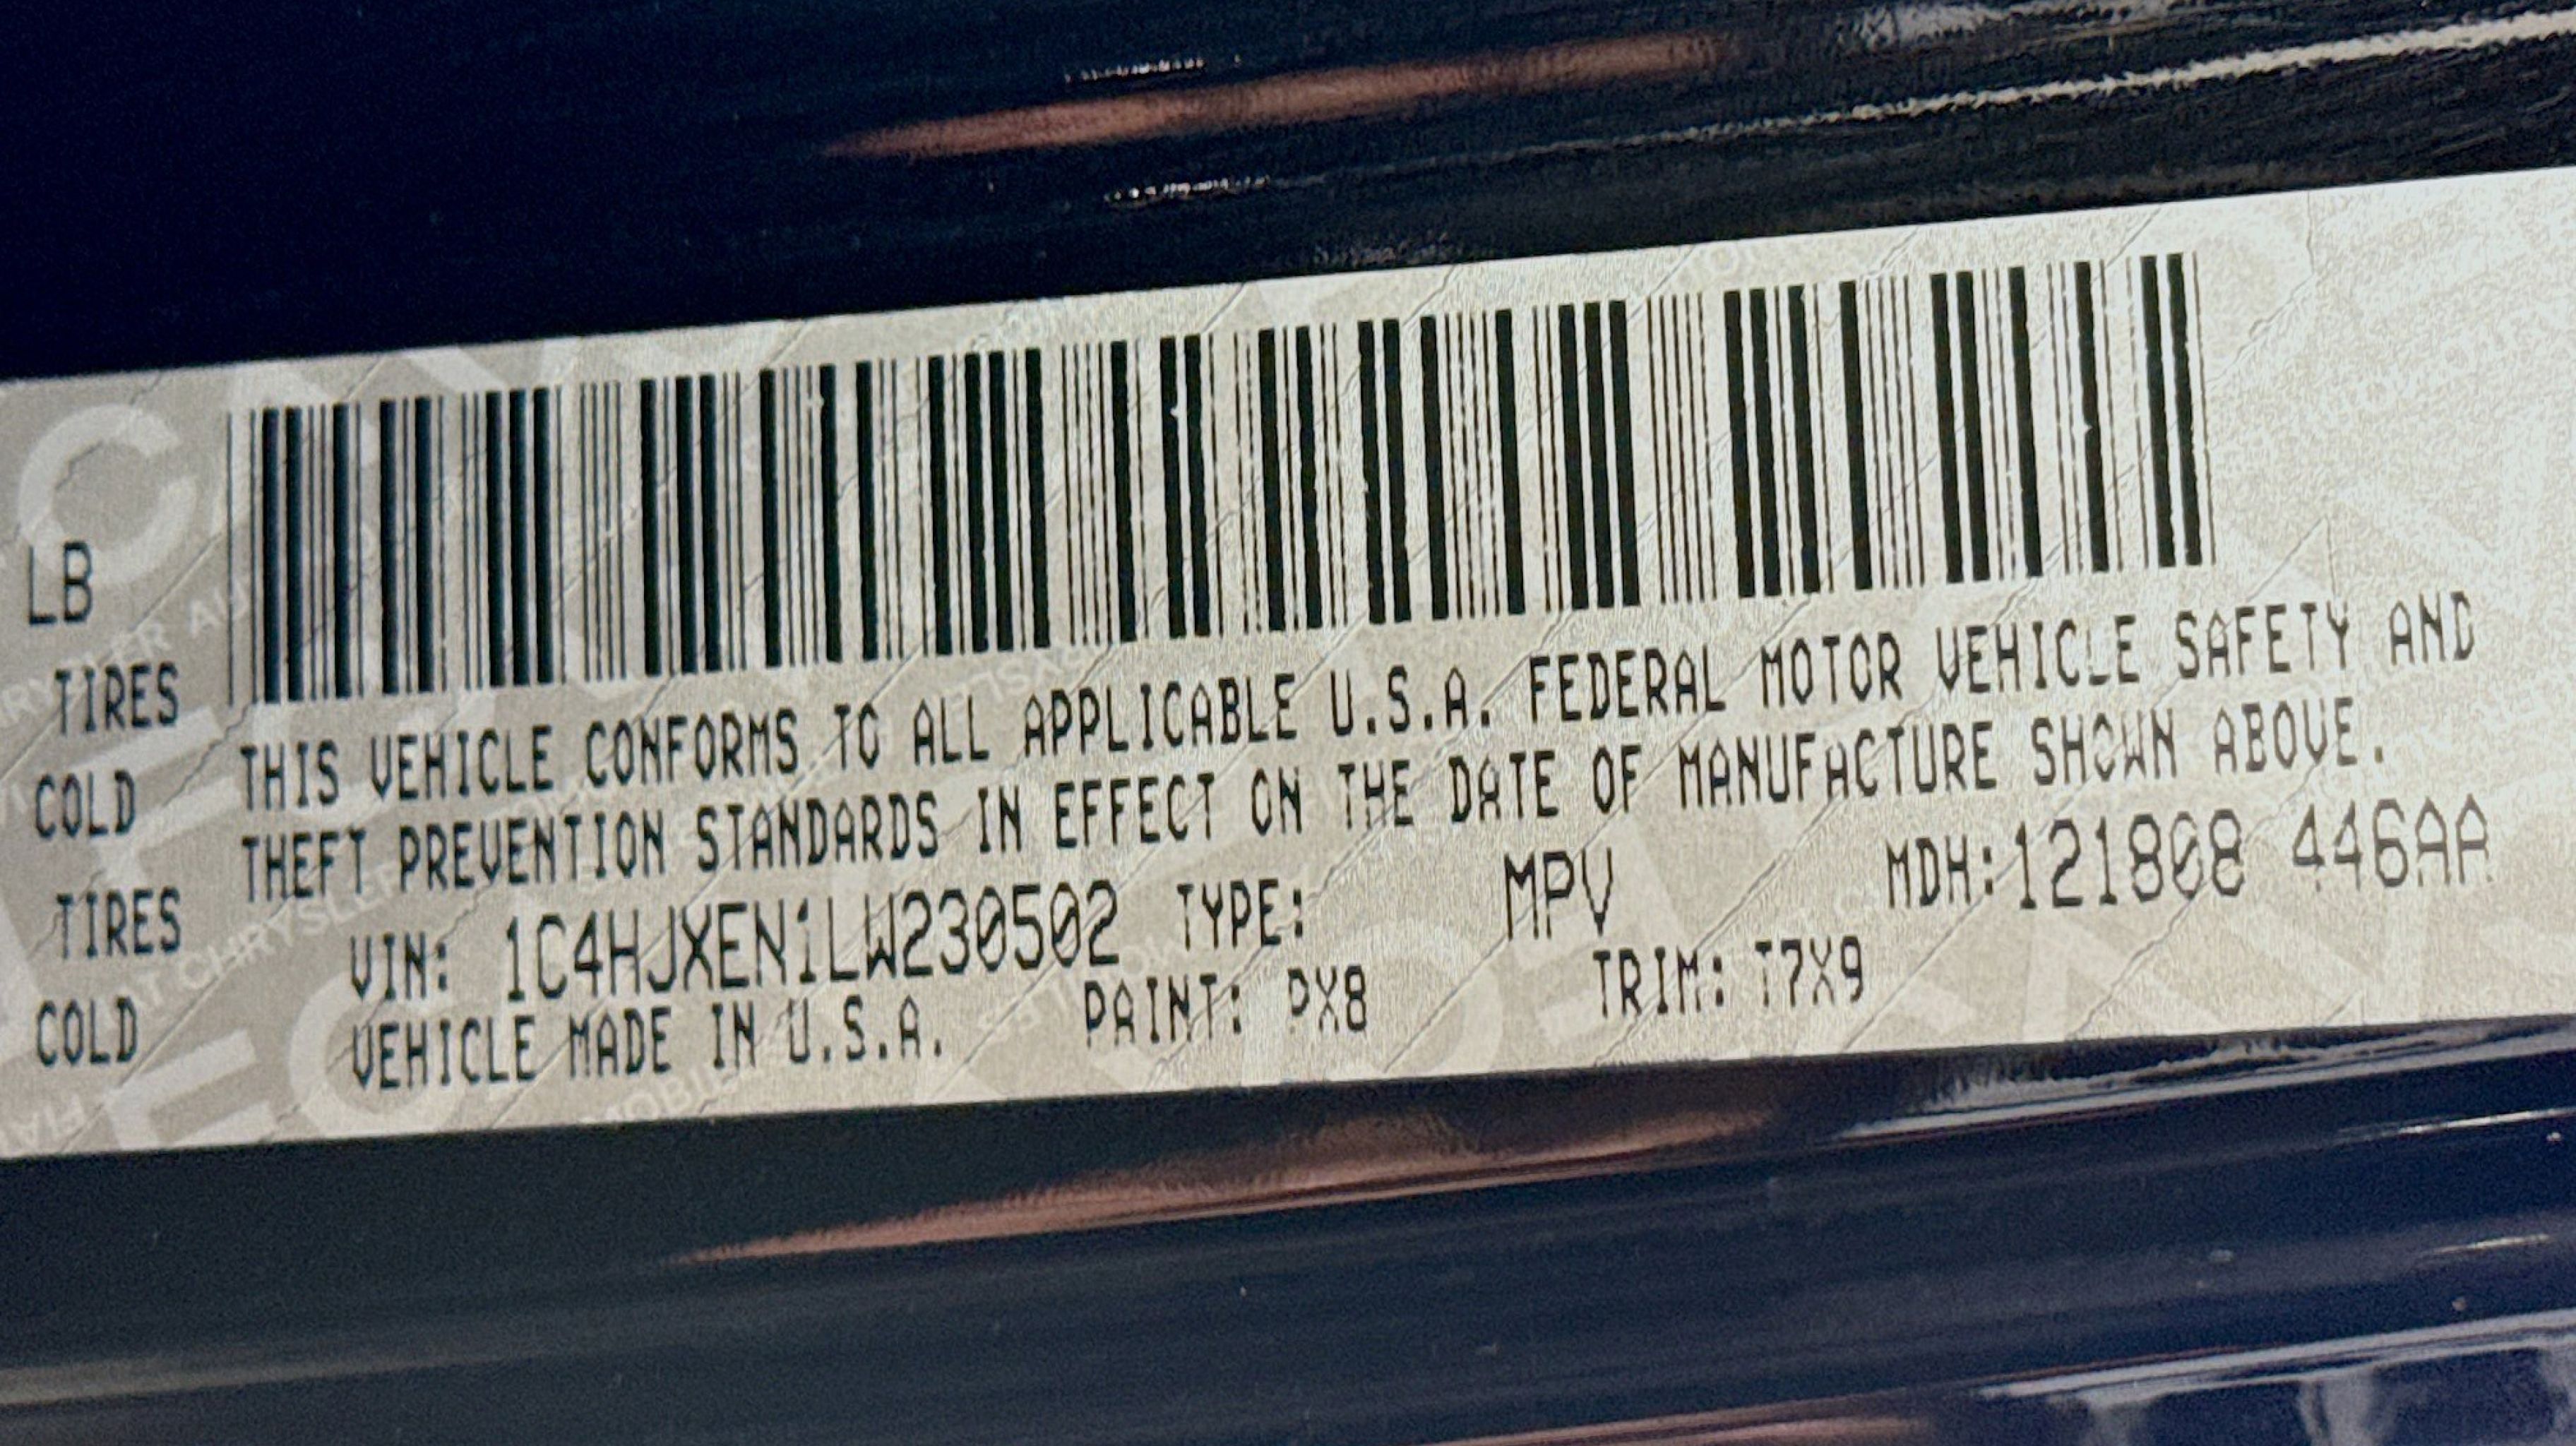 LB
TIRES
COLD
TIRES
COLD
THIS VEHICLE CONFORMS TO ALL APPLICABLE U.S.A. FEDERAL MOTOR VEHICLE SAFETY AND
THEFT PREVENTION STANDARDS IN EFFECT ON THE DATE OF MANUFACTURE SHOWN ABOVE.
VIN: 1C4HJXEN1LW230502 TYPE: MPV MDH:121808 446AA
VEHICLE MADE IN U.S.A. PAINT: PX8 TRIM: T7X9